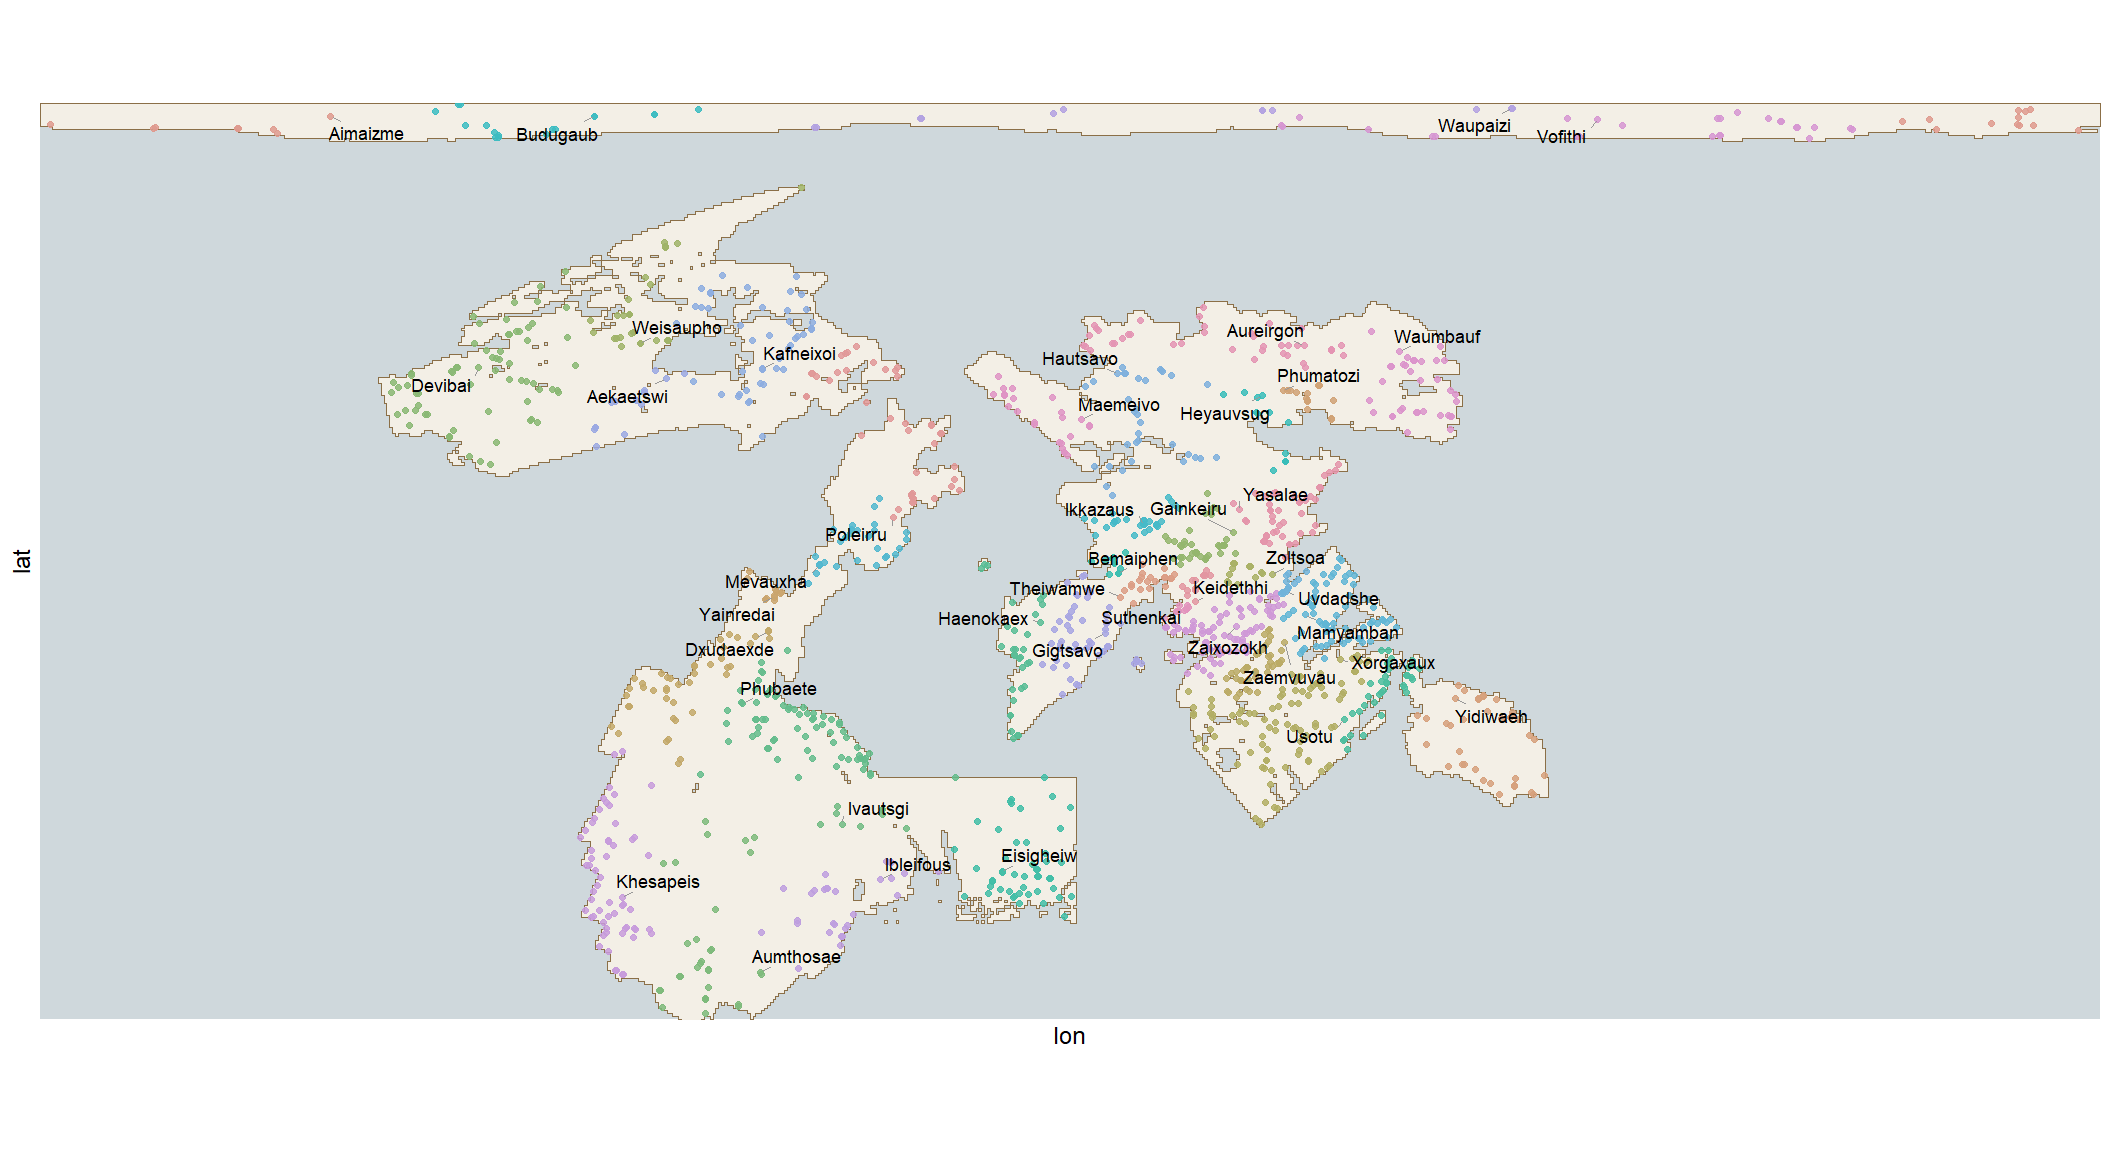 Aimaizme
Budugaub
Waupaizi
Vofithi
Weisaupho
Kafneixoi
Devibai
Aekaetswi
Aureirgon
Waumbauf
Hautsavo
Phumatozi
Maemeivo
Heyauvsug
Yasalae
Ikkazaus
Gainkeiru
Poleirru
Bemaiphen
Zoltsoa
Mevauxha
Theiwamwe
Keidethhi
Uvdadshe
Yainredai
Haenokaex
Suthenkai
Mamyamban
Dxudaexde
Gigtsavo
Zaixozokh
Xorgaxaux
Phubaete
Zaemvuvau
Yidiwaeh
Usotu
Ivautsgi
Eisigheiw
Ibleifous
Khesapeis
Aumthosae
lat
lon